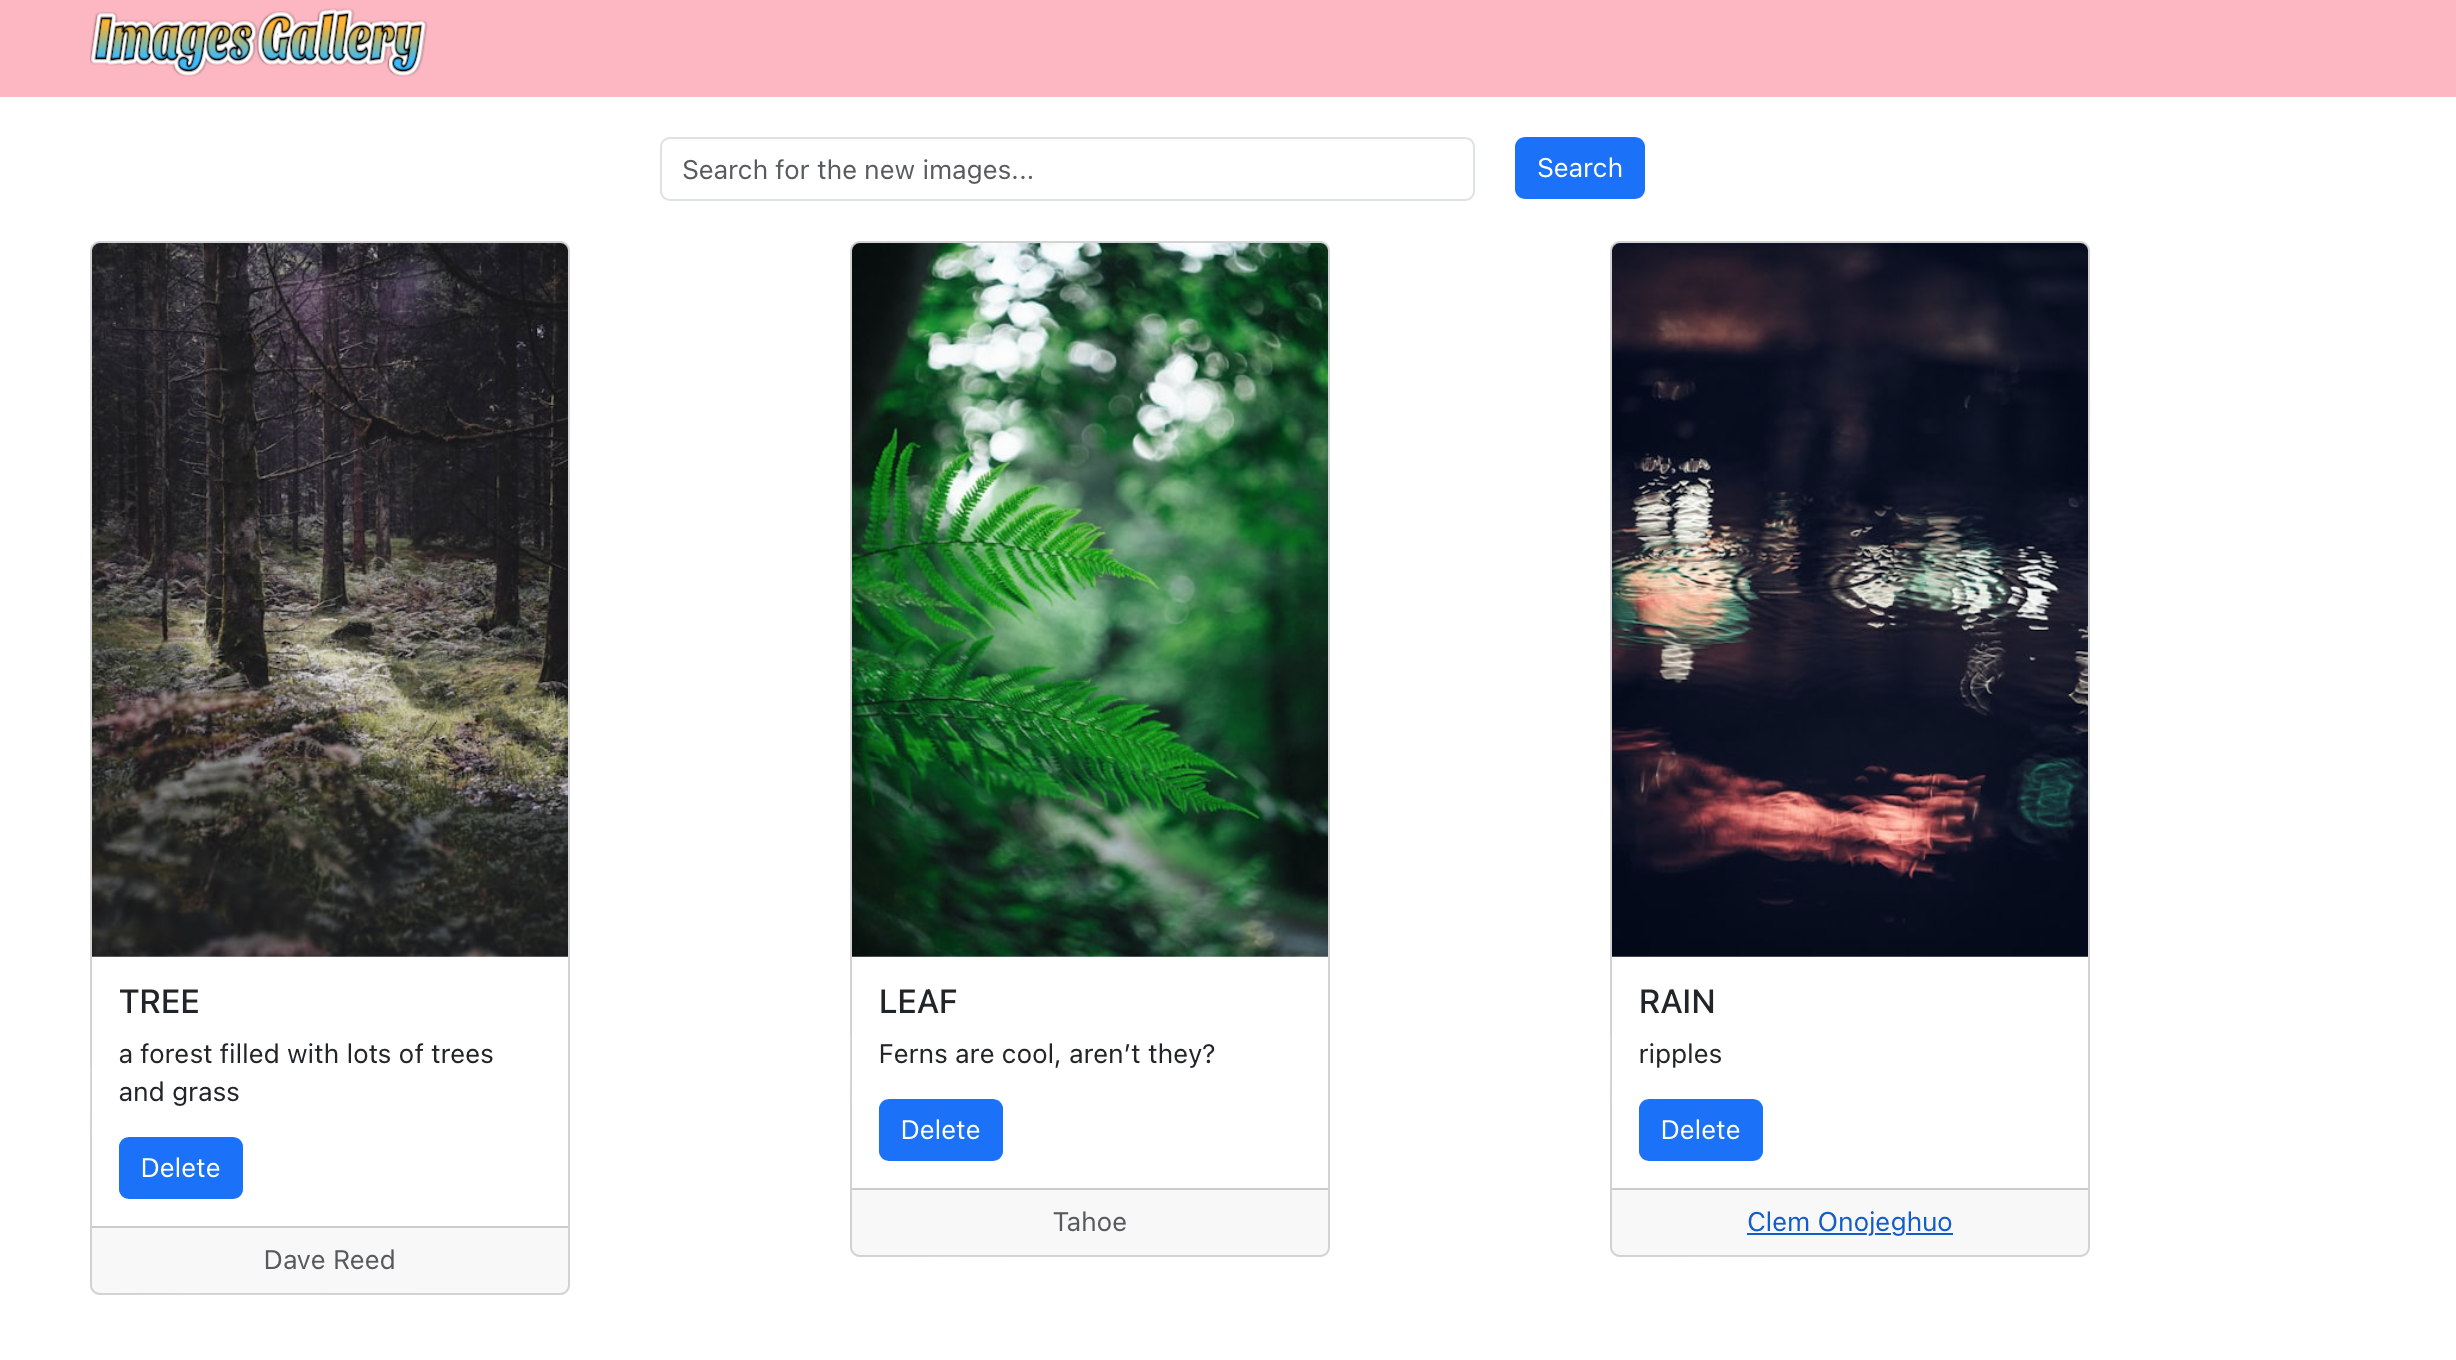 Images Gallery
Search for the new images...
Search
TREE
a forest filled with lots of trees
and grass
Delete
Dave Reed
LEAF
Ferns are cool, aren’t they?
Delete
Tahoe
RAIN
ripples
Delete
Clem Onojeghuo